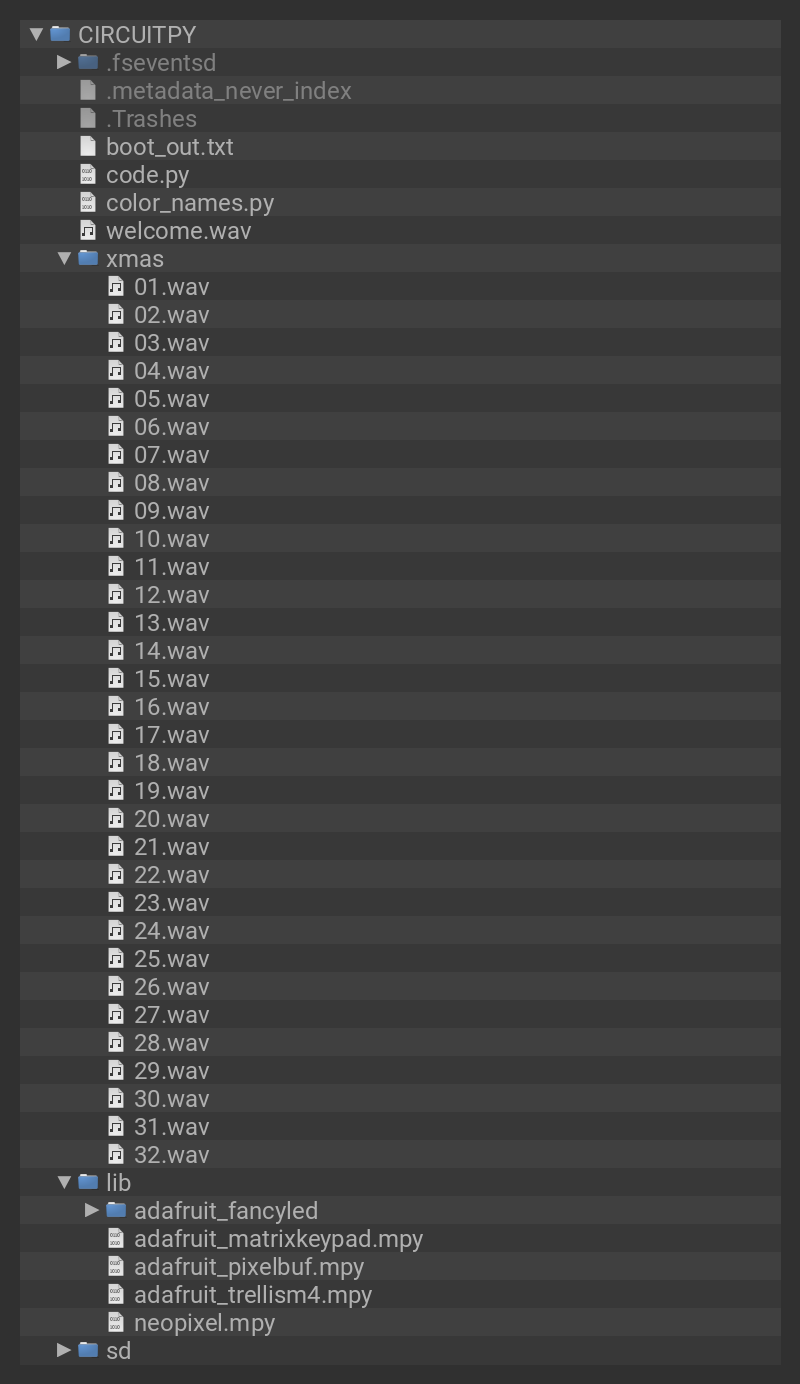 CIRCUITPY
.fseventsd
.metadata_never_index
.Trashes
boot_out.txt
code.py
color_names.py
welcome.wav
xmas
01.wav
02.wav
03.wav
04.wav
05.wav
06.wav
07.wav
08.wav
09.wav
10.wav
11.wav
12.wav
13.wav
14.wav
15.wav
16.wav
17.wav
18.wav
19.wav
20.wav
21.wav
22.wav
23.wav
24.wav
25.wav
26.wav
27.wav
28.wav
29.wav
30.wav
31.wav
32.wav
lib
adafruit_fancyled
adafruit_matrixkeypad.mpy
adafruit_pixelbuf.mpy
adafruit_trellism4.mpy
neopixel.mpy
sd